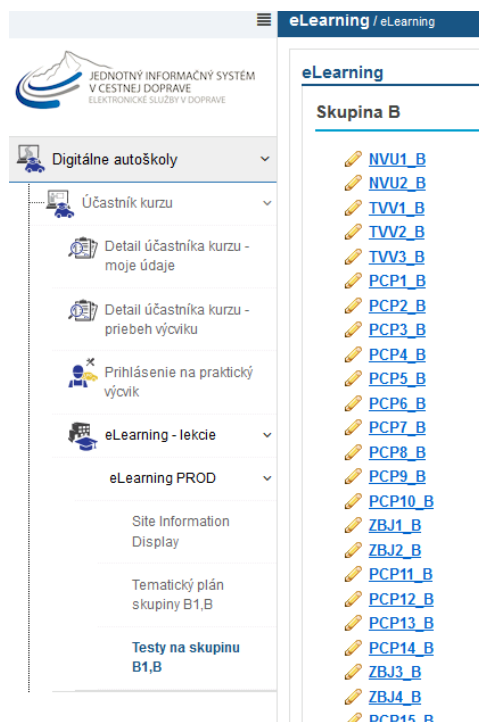 eLearning / eLearning
JEDNOTNÝ INFORMAČNÝ SYSTÉM
V CESTNEJ DOPRAVE
ELEKTRONICKÉ SLUŽBY V DOPRAVE
Digitálne autoškoly
Účastník kurzu
Detail účastníka kurzu -
moje údaje
Detail účastníka kurzu -
priebeh výcviku
Prihlásenie na praktický
výcvik
eLearning - lekcie
eLearning PROD
Site Information
Display
Tematický plán
skupiny B1,B
Testy na skupinu
B1,B
eLearning
Skupina B
NVU1_B
NVU2_B
TVV1_B
TVV2_B
TVV3_B
PCP1_B
PCP2_B
PCP3_B
PCP4_B
PCP5_B
PCP6_B
PCP7_B
PCP8_B
PCP9_B
PCP10_B
ZBJ1_B
ZBJ2_B
PCP11_B
PCP12_B
PCP13_B
PCP14_B
ZBJ3_B
ZBJ4_B
PCP15_B